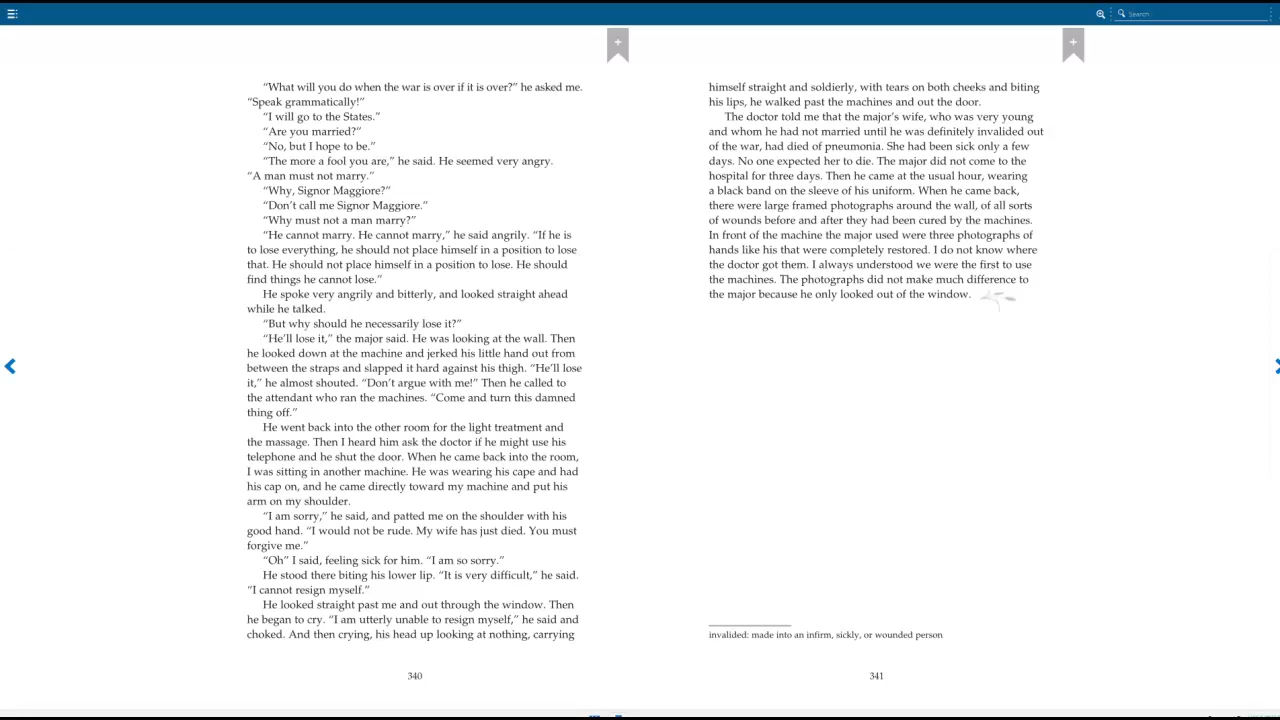 Search
“What will you do when the war is over if it is over?” he asked me.
“Speak grammatically!”
“I will go to the States.”
“Are you married?”
“No, but I hope to be.”
“The more a fool you are,” he said. He seemed very angry.
“A man must not marry.”
“Why, Signor Maggiore?”
“Don’t call me Signor Maggiore.”
“Why must not a man marry?”
“He cannot marry. He cannot marry,” he said angrily. “If he is
to lose everything, he should not place himself in a position to lose
that. He should not place himself in a position to lose. He should
find things he cannot lose.”
He spoke very angrily and bitterly, and looked straight ahead
while he talked.
“But why should he necessarily lose it?”
“He’ll lose it,” the major said. He was looking at the wall. Then
he looked down at the machine and jerked his little hand out from
between the straps and slapped it hard against his thigh. “He’ll lose
it,” he almost shouted. “Don’t argue with me!” Then he called to
the attendant who ran the machines. “Come and turn this damned
thing off.”
He went back into the other room for the light treatment and
the massage. Then I heard him ask the doctor if he might use his
telephone and he shut the door. When he came back into the room,
I was sitting in another machine. He was wearing his cape and had
his cap on, and he came directly toward my machine and put his
arm on my shoulder.
“I am sorry,” he said, and patted me on the shoulder with his
good hand. “I would not be rude. My wife has just died. You must
forgive me.”
“Oh” I said, feeling sick for him. “I am so sorry.”
He stood there biting his lower lip. “It is very difficult,” he said.
“I cannot resign myself.”
He looked straight past me and out through the window. Then
he began to cry. “I am utterly unable to resign myself,” he said and
choked. And then crying, his head up looking at nothing, carrying
340
himself straight and soldierly, with tears on both cheeks and biting
his lips, he walked past the machines and out the door.
The doctor told me that the major’s wife, who was very young
and whom he had not married until he was definitely invalided out
of the war, had died of pneumonia. She had been sick only a few
days. No one expected her to die. The major did not come to the
hospital for three days. Then he came at the usual hour, wearing
a black band on the sleeve of his uniform. When he came back,
there were large framed photographs around the wall, of all sorts
of wounds before and after they had been cured by the machines.
In front of the machine the major used were three photographs of
hands like his that were completely restored. I do not know where
the doctor got them. I always understood we were the first to use
the machines. The photographs did not make much difference to
the major because he only looked out of the window.
invalided: made into an infirm, sickly, or wounded person
341